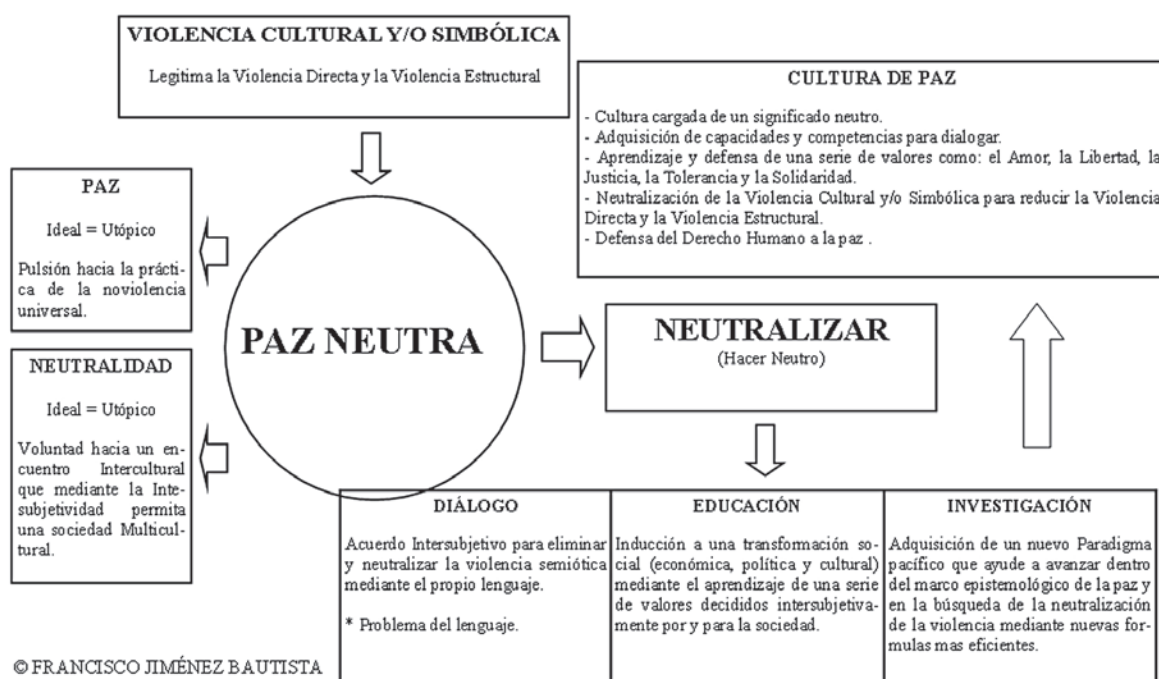 VIOLENCIA CULTURAL Y/O SIMBÓLICA
Legitima la Violencia Directa y la Violencia Estructural
CULTURA DE PAZ
- Cultura cargada de un significado neutro.
- Adquisición de capacidades y competencias para dialogar.
- Aprendizaje y defensa de una serie de valores como: el Amor, la Libertad, la
Justicia, la Tolerancia y la Solidaridad.
- Neutralización de la Violencia Cultural y/o Simbólica para reducir la Violencia
Directa y la Violencia Estructural.
- Defensa del Derecho Humano a la paz .
PAZ
Ideal = Utópico
Pulsión hacia la prácti-
ca de la noviolencia
universal.
NEUTRALIDAD
Ideal = Utópico
Voluntad hacia un en-
cuentro Intercultural
que mediante la Inte-
subjetividad permita
una sociedad Multicul-
tural.
PAZ NEUTRA
NEUTRALIZAR
(Hacer Neutro)
DIÁLOGO
Acuerdo Intersubjetivo para eliminar
y neutralizar la violencia semiótica
mediante el propio lenguaje.
* Problema del lenguaje.
EDUCACIÓN
Inducción a una transformación so-
cial (económica, política y cultural)
mediante el aprendizaje de una serie
de valores decididos intersubjetiva-
mente por y para la sociedad.
INVESTIGACIÓN
Adquisición de un nuevo Paradigma
pacífico que ayude a avanzar dentro
del marco epistemológico de la paz y
en la búsqueda de la neutralización
de la violencia mediante nuevas for-
mulas mas eficientes.
© FRANCISCO JIMÉNEZ BAUTISTA